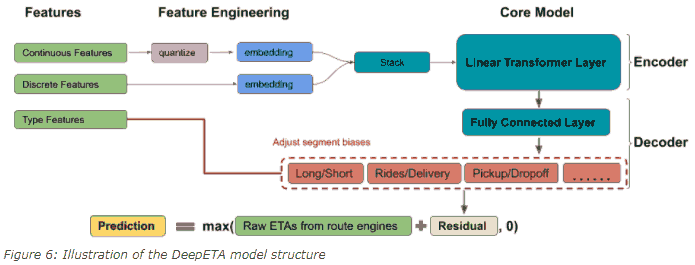 Features
Feature Engineering
Core Model
Continuous Features
quantize
embedding
Stack
Linear Transformer Layer
Encoder
Discrete Features
embedding
Type Features
Fully Connected Layer
Decoder
Adjust segment biases
Long/Short
Rides/Delivery
Pickup/Dropoff
......
Prediction = max( Raw ETAs from route engines + Residual , 0)
Figure 6: Illustration of the DeepETA model structure